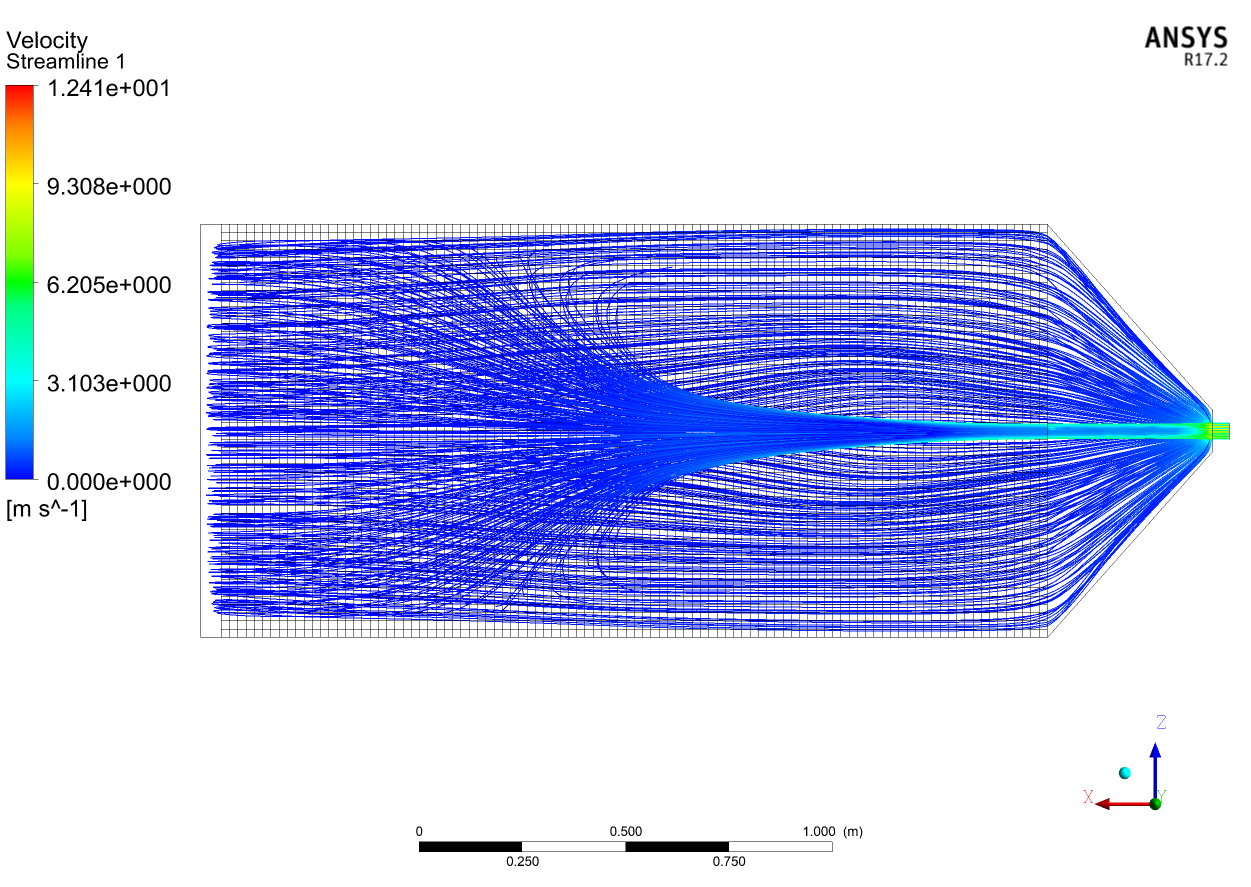 Velocity
Streamline 1
1.241e+001
9.308e+000
6.205e+000
3.103e+000
0.000e+000
[m s^-1]
ANSYS
R17.2
Z
X
Y
0
0.500
1.000 (m)
0.250
0.750